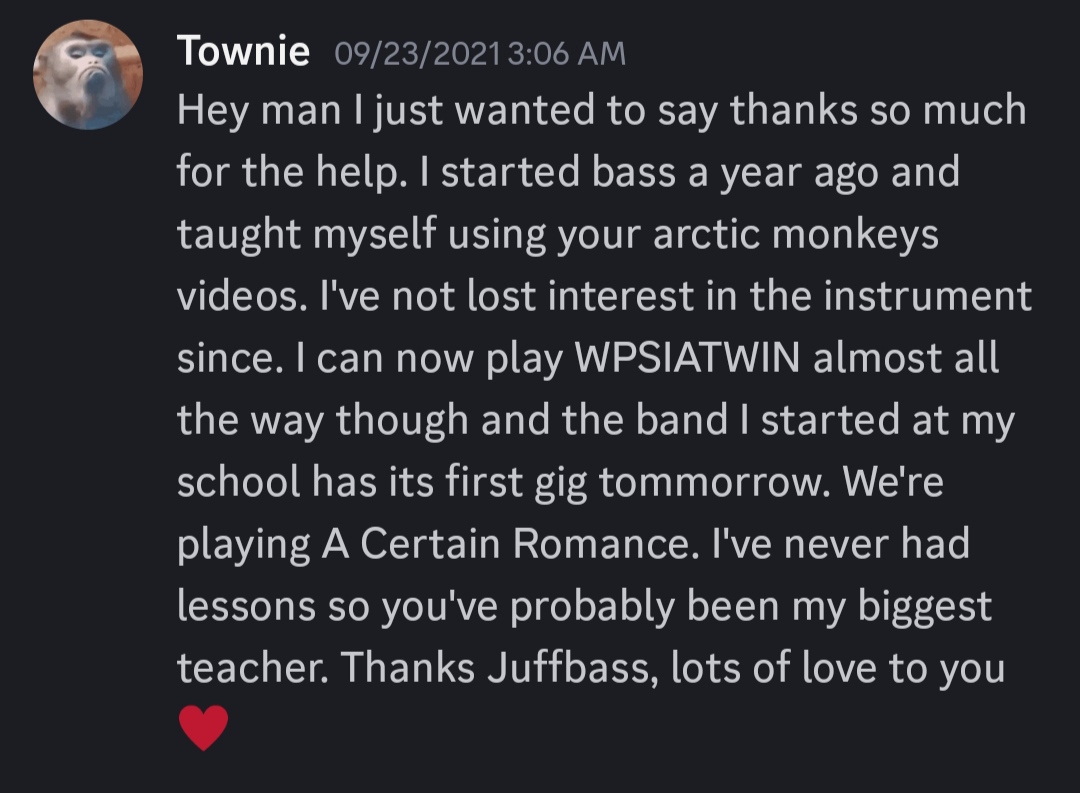 Townie 09/23/2021 3:06 AM
Hey man I just wanted to say thanks so much
for the help. I started bass a year ago and
taught myself using your arctic monkeys
videos. I've not lost interest in the instrument
since. I can now play WPSIATWIN almost all
the way though and the band I started at my
school has its first gig tommorrow. We're
playing A Certain Romance. I've never had
lessons so you've probably been my biggest
teacher. Thanks Juffbass, lots of love to you
❤️